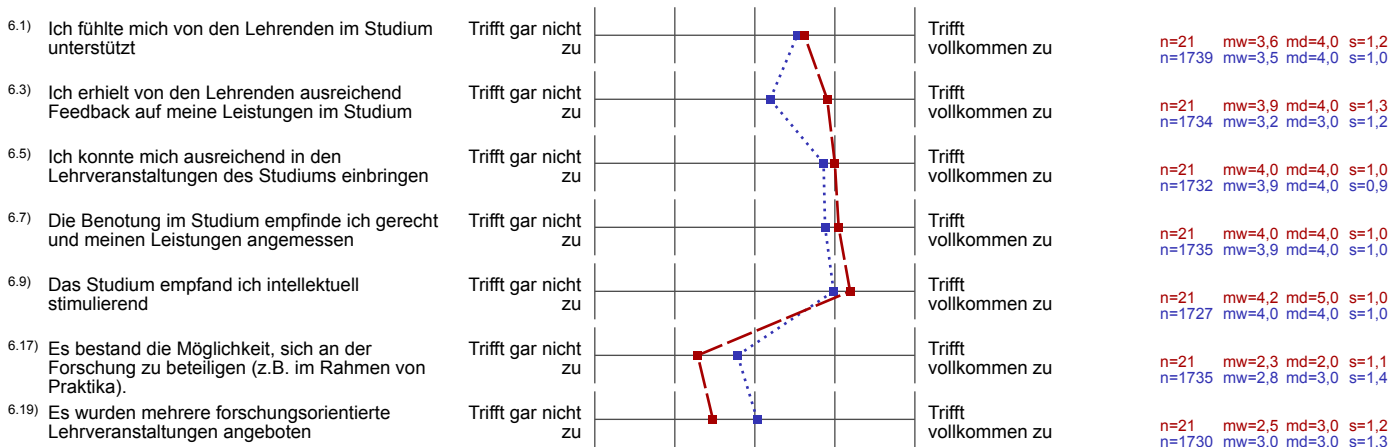 6.1) Ich fühlte mich von den Lehrenden im Studium
unterstützt
Trifft gar nicht
zu
Trifft
vollkommen zu
n=21 mw=3,6 md=4,0 s=1,2
n=1739 mw=3,5 md=4,0 s=1,0
6.3) Ich erhielt von den Lehrenden ausreichend
Feedback auf meine Leistungen im Studium
Trifft gar nicht
zu
Trifft
vollkommen zu
n=21 mw=3,9 md=4,0 s=1,3
n=1734 mw=3,2 md=3,0 s=1,2
6.5) Ich konnte mich ausreichend in den
Lehrveranstaltungen des Studiums einbringen
Trifft gar nicht
zu
Trifft
vollkommen zu
n=21 mw=4,0 md=4,0 s=1,0
n=1732 mw=3,9 md=4,0 s=0,9
6.7) Die Benotung im Studium empfinde ich gerecht
und meinen Leistungen angemessen
Trifft gar nicht
zu
Trifft
vollkommen zu
n=21 mw=4,0 md=4,0 s=1,0
n=1735 mw=3,9 md=4,0 s=1,0
6.9) Das Studium empfand ich intellektuell
stimulierend
Trifft gar nicht
zu
Trifft
vollkommen zu
n=21 mw=4,2 md=5,0 s=1,0
n=1727 mw=4,0 md=4,0 s=1,0
6.17) Es bestand die Möglichkeit, sich an der
Forschung zu beteiligen (z.B. im Rahmen von
Praktika).
Trifft gar nicht
zu
Trifft
vollkommen zu
n=21 mw=2,3 md=2,0 s=1,1
n=1735 mw=2,8 md=3,0 s=1,4
6.19) Es wurden mehrere forschungsorientierte
Lehrveranstaltungen angeboten
Trifft gar nicht
zu
Trifft
vollkommen zu
n=21 mw=2,5 md=3,0 s=1,2
n=1730 mw=3,0 md=3,0 s=1,3